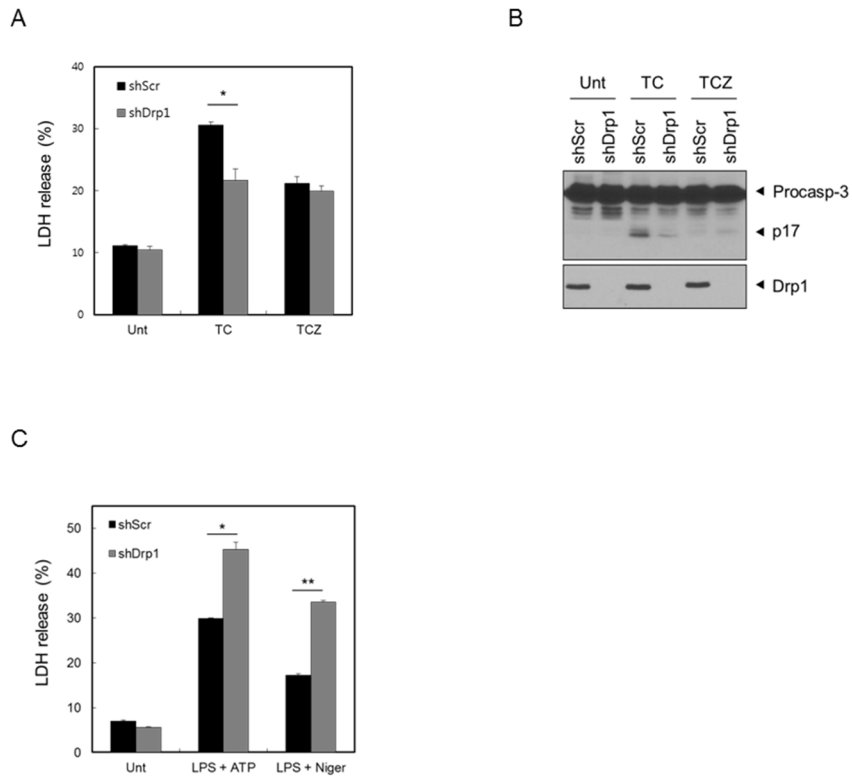 A
40
30
20
10
0
LDH release (%)
shScr
shDrp1
*
Unt TC TCZ
B
Unt TC TCZ
shScr shDrp1 shScr shDrp1 shScr shDrp1
Procasp-3
p17
Drp1
C
50
40
30
20
10
0
LDH release (%)
shScr
shDrp1
*
**
Unt LPS + ATP LPS + Niger